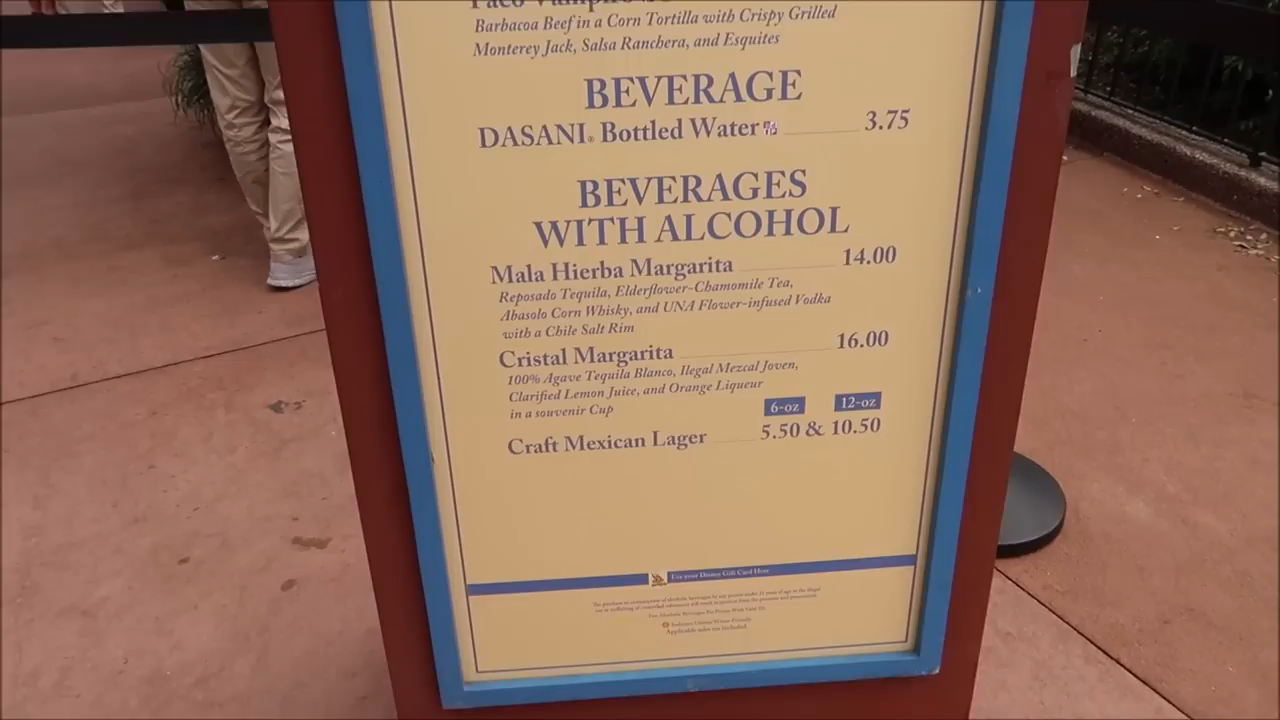 Barbacoa Beef in a Corn Tortilla with Crispy Grilled
Monterey Jack, Salsa Ranchera, and Esquites
BEVERAGE
DASANI® Bottled Water 3.75
BEVERAGES
WITH ALCOHOL
Mala Hierba Margarita 14.00
Reposado Tequila, Elderflower-Chamomile Tea,
Abasolo Corn Whisky, and UNA Flower-infused Vodka
with a Chile Salt Rim
Cristal Margarita 16.00
100% Agave Tequila Blanco, Ilegal Mezcal Joven,
Clarified Lemon Juice, and Orange Liqueur
in a souvenir Cup
6-oz 12-oz
Craft Mexican Lager 5.50 & 10.50
Use your Disney Gift Card Here
Applicable sales tax included.